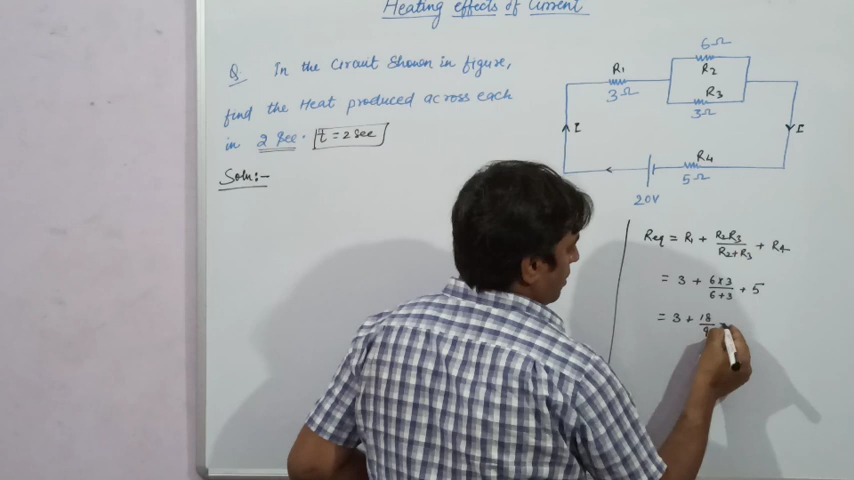 Heating effects of Current
Q. In the Circuit Shown in figure,
find the Heat produced across each
in 2 Sec. t = 2 sec
Soln:-
6Ω
R1
R2
3Ω
R3
3Ω
I
I
R4
5Ω
20V
Req = R1 + R2R3/R2+R3 + R4
= 3 + 6x3/6+3 + 5
= 3 + 18/9